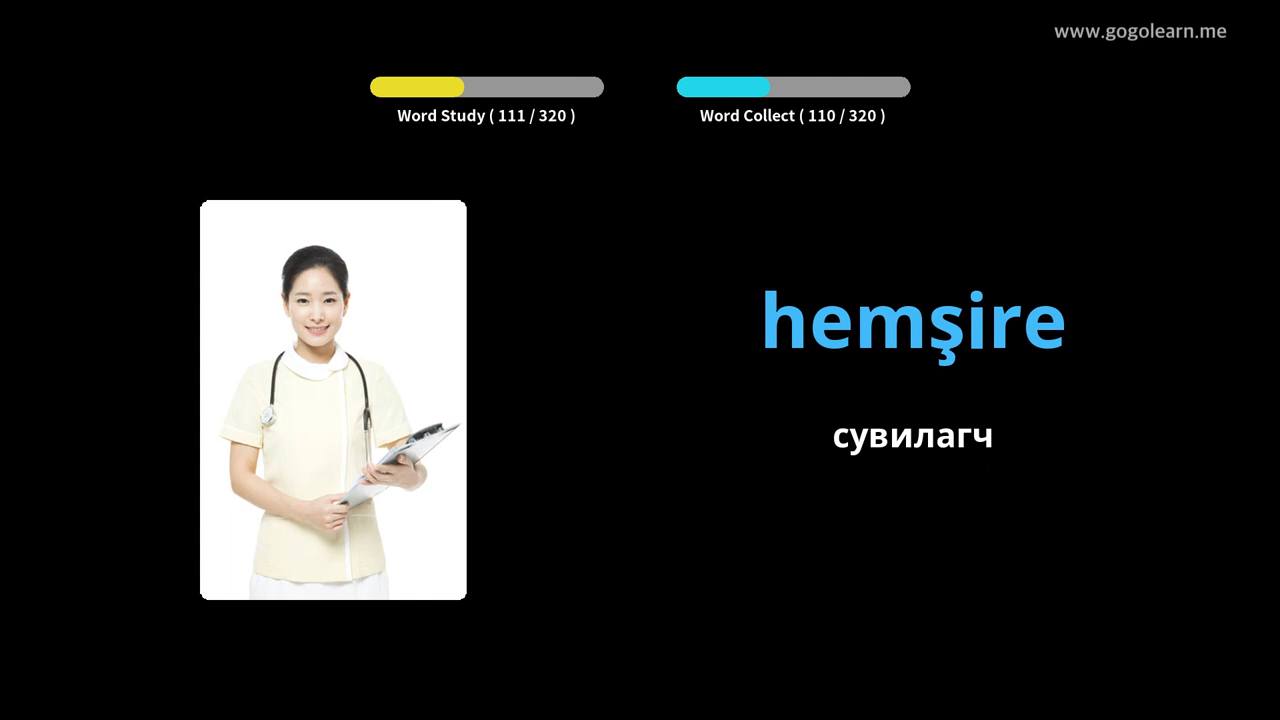 www.gogolearn.me
Word Study ( 111 / 320 )
Word Collect ( 110 / 320 )
hemşire
сувилагч